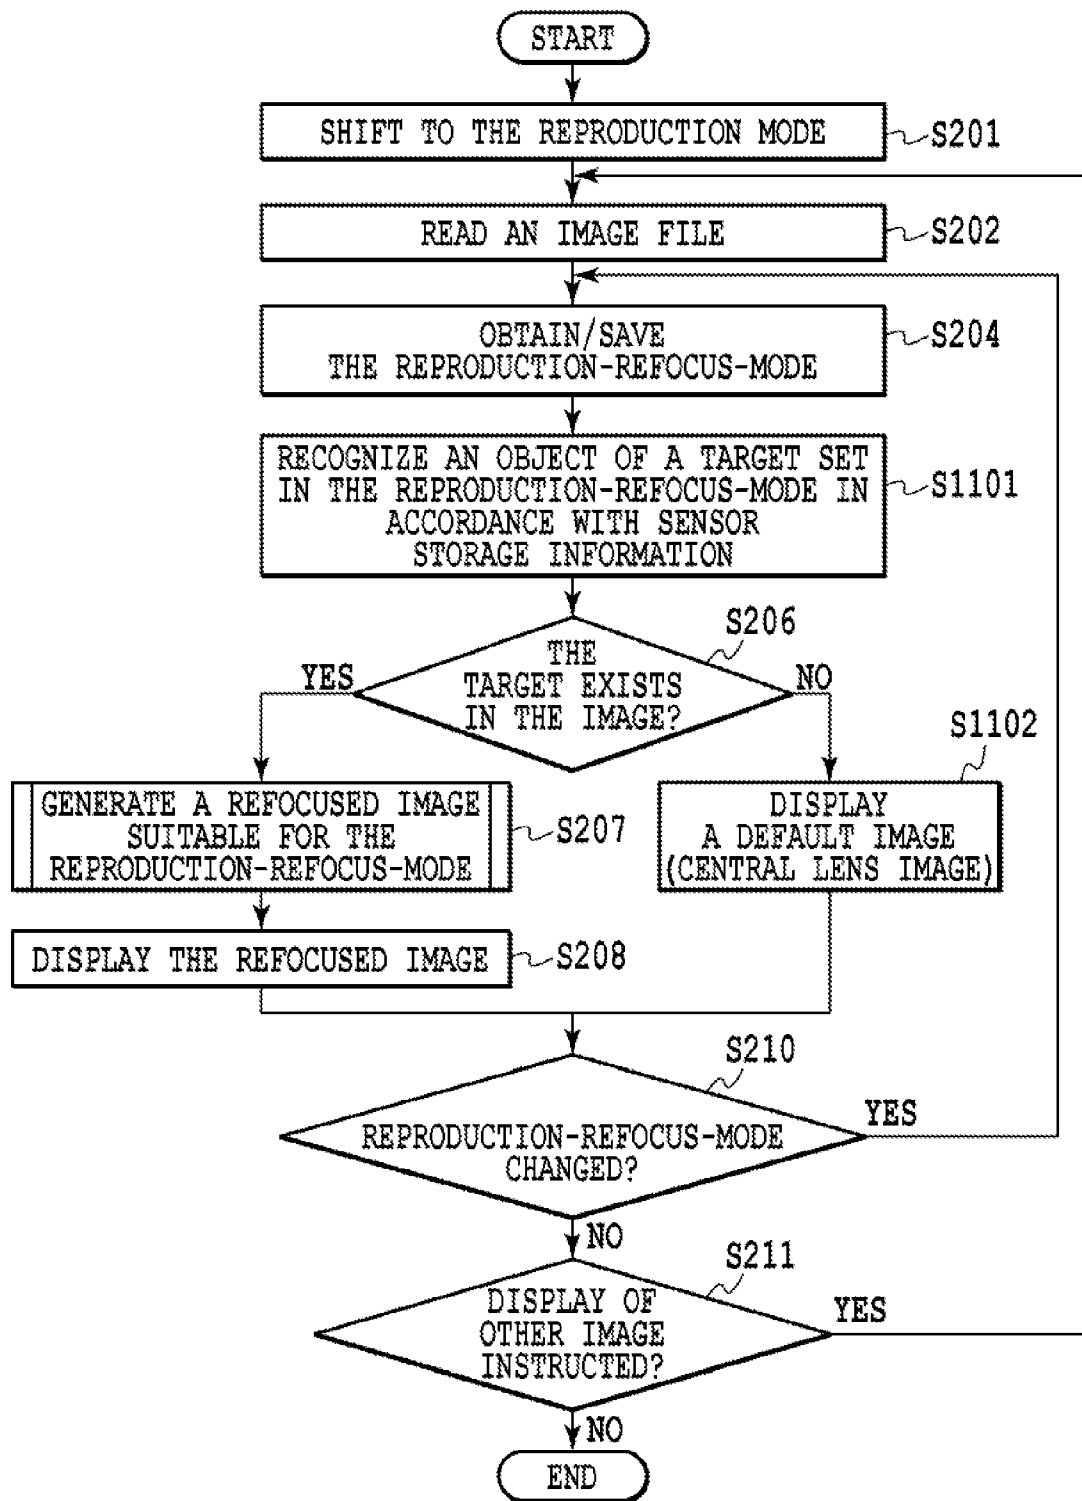 START
SHIFT TO THE REPRODUCTION MODE
S201
READ AN IMAGE FILE
S202
OBTAIN/SAVE
THE REPRODUCTION-REFOCUS-MODE
S204
RECOGNIZE AN OBJECT OF A TARGET SET
IN THE REPRODUCTION-REFOCUS-MODE IN
ACCORDANCE WITH SENSOR
STORAGE INFORMATION
S1101
S206
THE
TARGET EXISTS
IN THE IMAGE?
YES
NO
GENERATE A REFOCUSED IMAGE
SUITABLE FOR THE
REPRODUCTION-REFOCUS-MODE
S207
S1102
DISPLAY
A DEFAULT IMAGE
(CENTRAL LENS IMAGE)
DISPLAY THE REFOCUSED IMAGE
S208
S210
REPRODUCTION-REFOCUS-MODE
CHANGED?
YES
NO
S211
DISPLAY OF
OTHER IMAGE
INSTRUCTED?
YES
NO
END